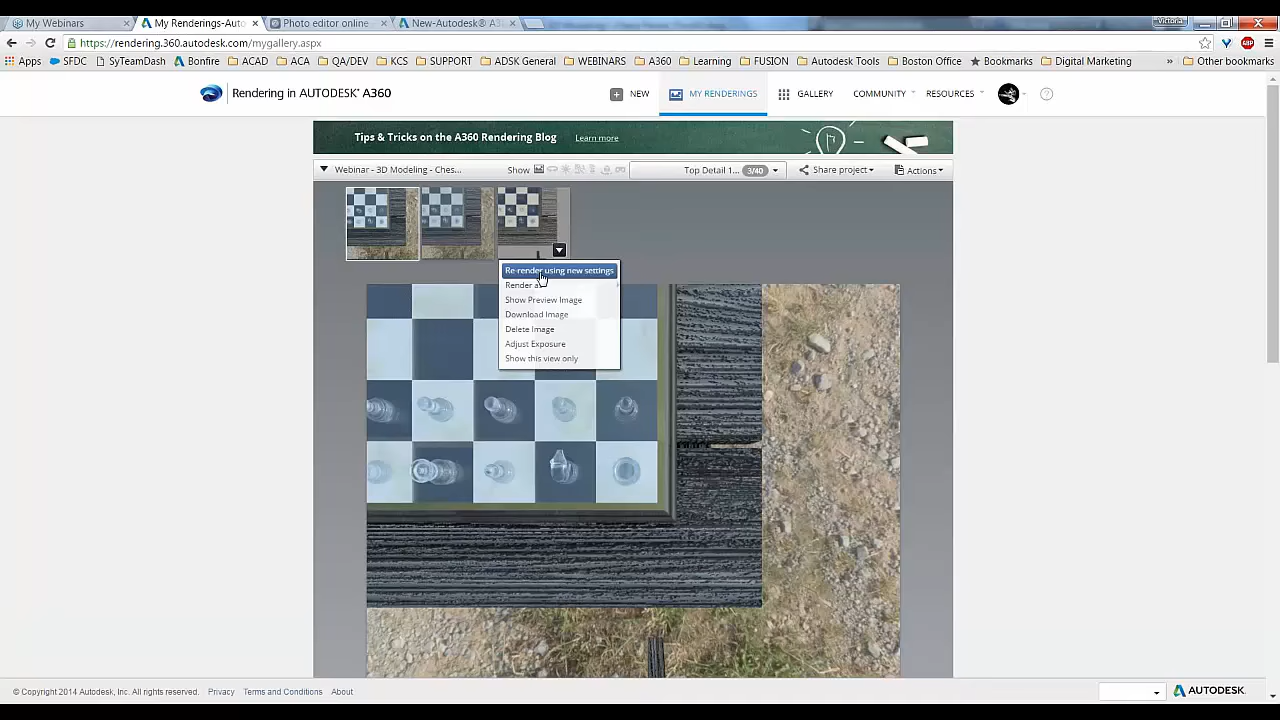 My Webinars
My Renderings-Auto
Photo editor online
New-Autodesk® A3
Victoria
https://rendering.360.autodesk.com/mygallery.aspx
ABP
Apps SFDC SyTeamDash Bonfire ACAD ACA QA/DEV KCS SUPPORT ADSK General WEBINARS A360 Learning FUSION Autodesk Tools Boston Office Bookmarks Digital Marketing » Other bookmarks
Rendering in AUTODESK® A360
NEW MY RENDERINGS GALLERY COMMUNITY RESOURCES ?
Tips & Tricks on the A360 Rendering Blog Learn more
Webinar - 3D Modeling - Ches... Show Top Detail 1... 3/40 Share project Actions
Re-render using new settings
Render as
Show Preview Image
Download Image
Delete Image
Adjust Exposure
Show this view only
© Copyright 2014 Autodesk, Inc. All rights reserved. Privacy Terms and Conditions About
AUTODESK.